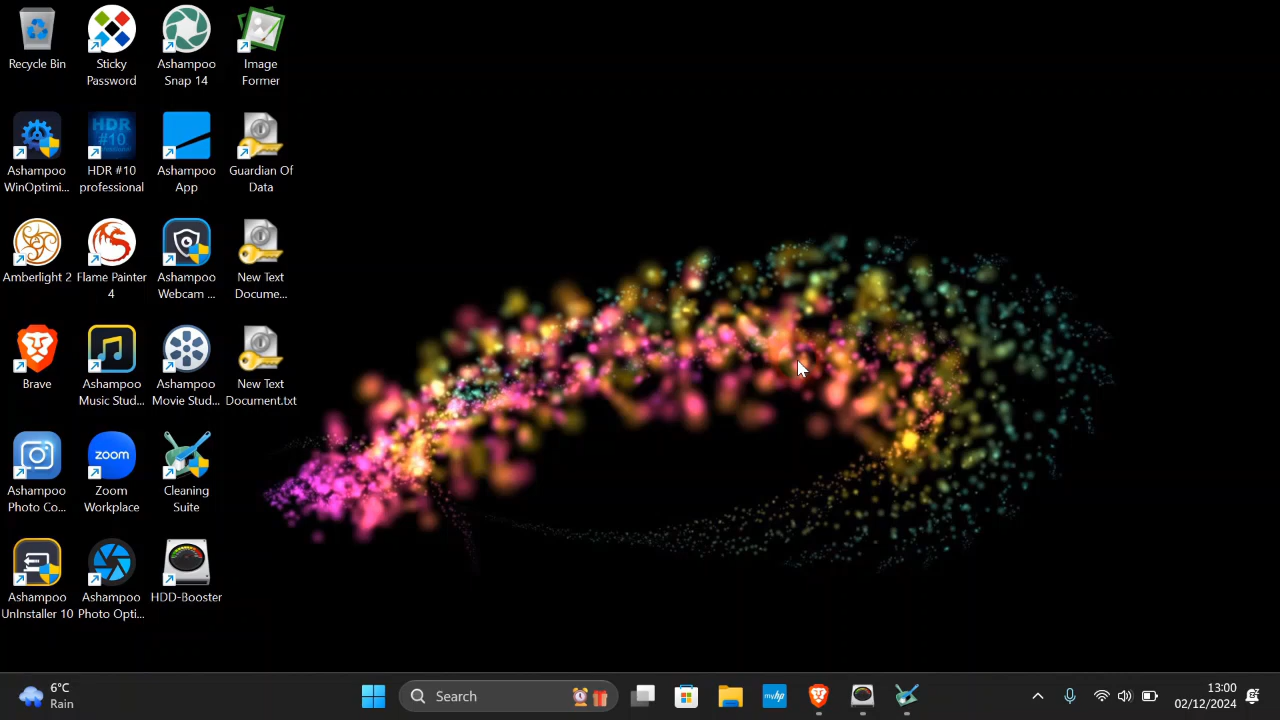 Recycle Bin
Sticky
Password
Ashampoo
Snap 14
Image
Former
Ashampoo
WinOptimi...
HDR
#10
HDR #10
professional
Ashampoo
App
Guardian Of
Data
Amberlight 2
Flame Painter
4
Ashampoo
Webcam ...
New Text
Docume...
Brave
Ashampoo
Music Stud...
Ashampoo
Movie Stud...
New Text
Document.txt
Ashampoo
Photo Co...
zoom
Zoom
Workplace
Cleaning
Suite
Ashampoo
UnInstaller 10
Ashampoo
Photo Opti...
HDD-Booster
6°C
Rain
Search
myhp
13:00
02/12/2024